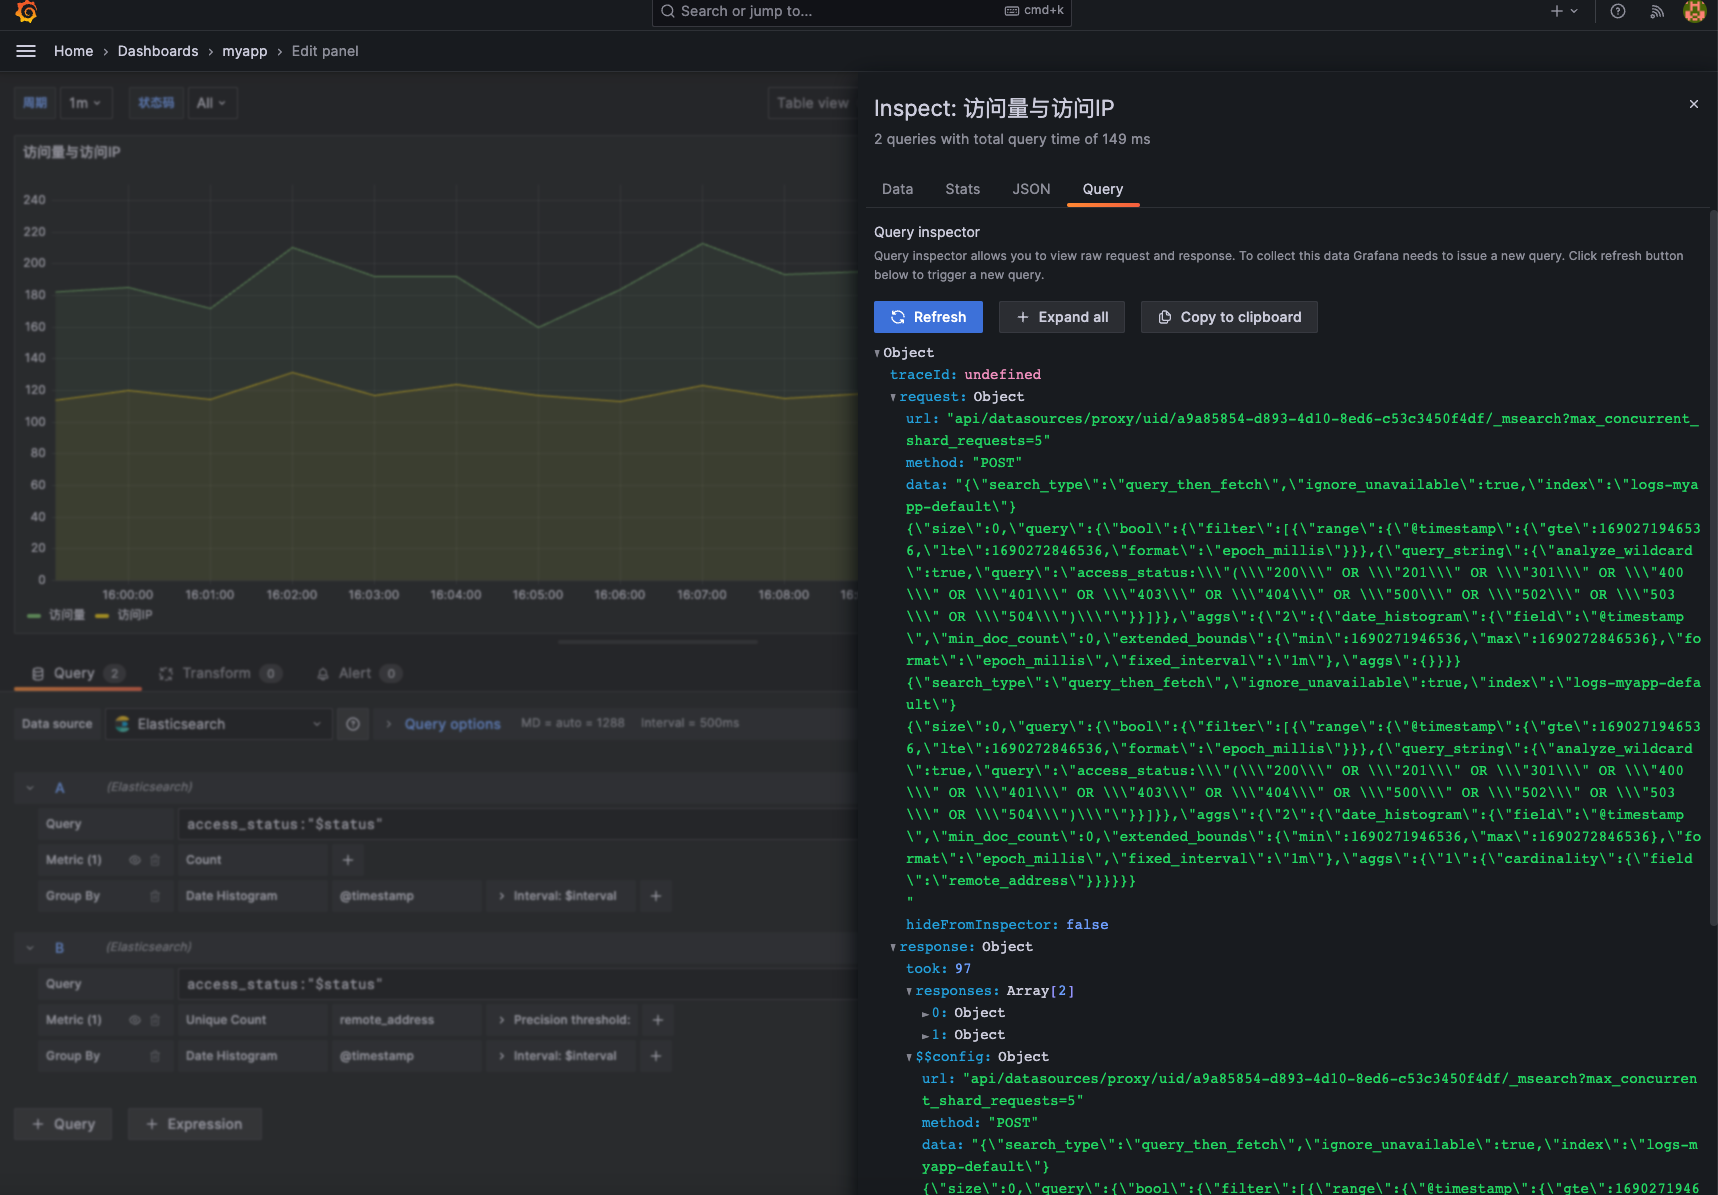 Search or jump to...
cmd+k
Home › Dashboards › myapp › Edit panel
周期 1m 状态码 All Table view
访问量与访问IP
240
220
200
180
160
140
120
100
80
60
40
20
0
16:00:00 16:01:00 16:02:00 16:03:00 16:04:00 16:05:00 16:06:00 16:07:00 16:08:00 16:
访问量 访问IP
Query 2 Transform 0 Alert 0
Data source Elasticsearch Query options MD = auto = 1288 Interval = 500ms
A (Elasticsearch)
Query access_status:"$status"
Metric (1) Count +
Group By Date Histogram @timestamp › Interval: $interval +
B (Elasticsearch)
Query access_status:"$status"
Metric (1) Unique Count remote_address › Precision threshold: +
Group By Date Histogram @timestamp › Interval: $interval +
+ Query + Expression
Inspect: 访问量与访问IP
2 queries with total query time of 149 ms
Data Stats JSON Query
Query inspector
Query inspector allows you to view raw request and response. To collect this data Grafana needs to issue a new query. Click refresh button
below to trigger a new query.
Refresh + Expand all Copy to clipboard
Object
traceId: undefined
request: Object
url: "api/datasources/proxy/uid/a9a85854-d893-4d10-8ed6-c53c3450f4df/_msearch?max_concurrent_
shard_requests=5"
method: "POST"
data: "{\"search_type\":\"query_then_fetch\",\"ignore_unavailable\":true,\"index\":\"logs-mya
pp-default\"}
{\"size\":0,\"query\":{\"bool\":{\"filter\":[{\"range\":{\"@timestamp\":{\"gte\":169027194653
6,\"lte\":1690272846536,\"format\":\"epoch_millis\"}}},{\"query_string\":{\"analyze_wildcard
\":true,\"query\":\"access_status:\\\"(\\\"200\\\" OR \\\"201\\\" OR \\\"301\\\" OR \\\"400
\\\" OR \\\"401\\\" OR \\\"403\\\" OR \\\"404\\\" OR \\\"500\\\" OR \\\"502\\\" OR \\\"503
\\\" OR \\\"504\\\")\\\"\"}}]}},\"aggs\":{\"2\":{\"date_histogram\":{\"field\":\"@timestamp
\",\"min_doc_count\":0,\"extended_bounds\":{\"min\":1690271946536,\"max\":1690272846536},\"fo
rmat\":\"epoch_millis\",\"fixed_interval\":\"1m\"},\"aggs\":{}}}}
{\"search_type\":\"query_then_fetch\",\"ignore_unavailable\":true,\"index\":\"logs-myapp-defa
ult\"}
{\"size\":0,\"query\":{\"bool\":{\"filter\":[{\"range\":{\"@timestamp\":{\"gte\":169027194653
6,\"lte\":1690272846536,\"format\":\"epoch_millis\"}}},{\"query_string\":{\"analyze_wildcard
\":true,\"query\":\"access_status:\\\"(\\\"200\\\" OR \\\"201\\\" OR \\\"301\\\" OR \\\"400
\\\" OR \\\"401\\\" OR \\\"403\\\" OR \\\"404\\\" OR \\\"500\\\" OR \\\"502\\\" OR \\\"503
\\\" OR \\\"504\\\")\\\"\"}}]}},\"aggs\":{\"2\":{\"date_histogram\":{\"field\":\"@timestamp
\",\"min_doc_count\":0,\"extended_bounds\":{\"min\":1690271946536,\"max\":1690272846536},\"fo
rmat\":\"epoch_millis\",\"fixed_interval\":\"1m\"},\"aggs\":{\"1\":{\"cardinality\":{\"field
\":\"remote_address\"}}}}}}
"
hideFromInspector: false
response: Object
took: 97
responses: Array[2]
0: Object
1: Object
$$config: Object
url: "api/datasources/proxy/uid/a9a85854-d893-4d10-8ed6-c53c3450f4df/_msearch?max_concurren
t_shard_requests=5"
method: "POST"
data: "{\"search_type\":\"query_then_fetch\",\"ignore_unavailable\":true,\"index\":\"logs-m
yapp-default\"}
{\"size\":0,\"query\":{\"bool\":{\"filter\":[{\"range\":{\"@timestamp\":{\"gte\":1690271946